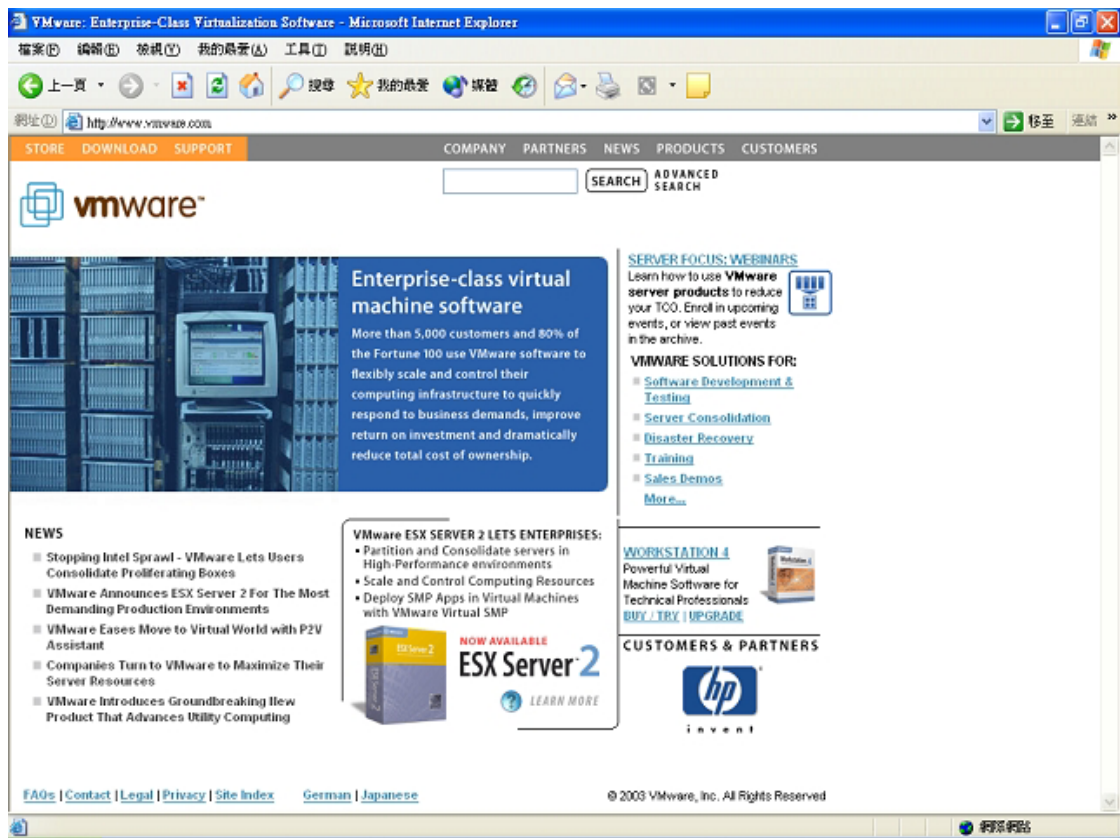 VMware: Enterprise-Class Virtualization Software - Microsoft Internet Explorer
檔案(F) 編輯(E) 檢視(V) 我的最愛(A) 工具(T) 說明(H)
上一頁 搜尋 我的最愛 媒體
網址(D) http://www.vmware.com 移至 連結 »
STORE DOWNLOAD SUPPORT COMPANY PARTNERS NEWS PRODUCTS CUSTOMERS
SEARCH ADVANCED SEARCH
vmware™
Enterprise-class virtual
machine software
More than 5,000 customers and 80% of
the Fortune 100 use VMware software to
flexibly scale and control their
computing infrastructure to quickly
respond to business demands, improve
return on investment and dramatically
reduce total cost of ownership.
SERVER FOCUS: WEBINARS
Learn how to use VMware
server products to reduce
your TCO. Enroll in upcoming
events, or view past events
in the archive.
VMWARE SOLUTIONS FOR:
Software Development &
Testing
Server Consolidation
Disaster Recovery
Training
Sales Demos
More...
NEWS
Stopping Intel Sprawl - VMware Lets Users
Consolidate Proliferating Boxes
VMware Announces ESX Server 2 For The Most
Demanding Production Environments
VMware Eases Move to Virtual World with P2V
Assistant
Companies Turn to VMware to Maximize Their
Server Resources
VMware Introduces Groundbreaking New
Product That Advances Utility Computing
VMware ESX SERVER 2 LETS ENTERPRISES:
• Partition and Consolidate servers in
High-Performance environments
• Scale and Control Computing Resources
• Deploy SMP Apps in Virtual Machines
with VMware Virtual SMP
ESX Server 2
ESX Server 2
NOW AVAILABLE
ESX Server™2
? LEARN MORE
WORKSTATION 4
Powerful Virtual
Machine Software for
Technical Professionals
BUY / TRY | UPGRADE
CUSTOMERS & PARTNERS
hp
invent
FAQs | Contact | Legal | Privacy | Site Index German | Japanese
© 2003 VMware, Inc. All Rights Reserved
網際網路